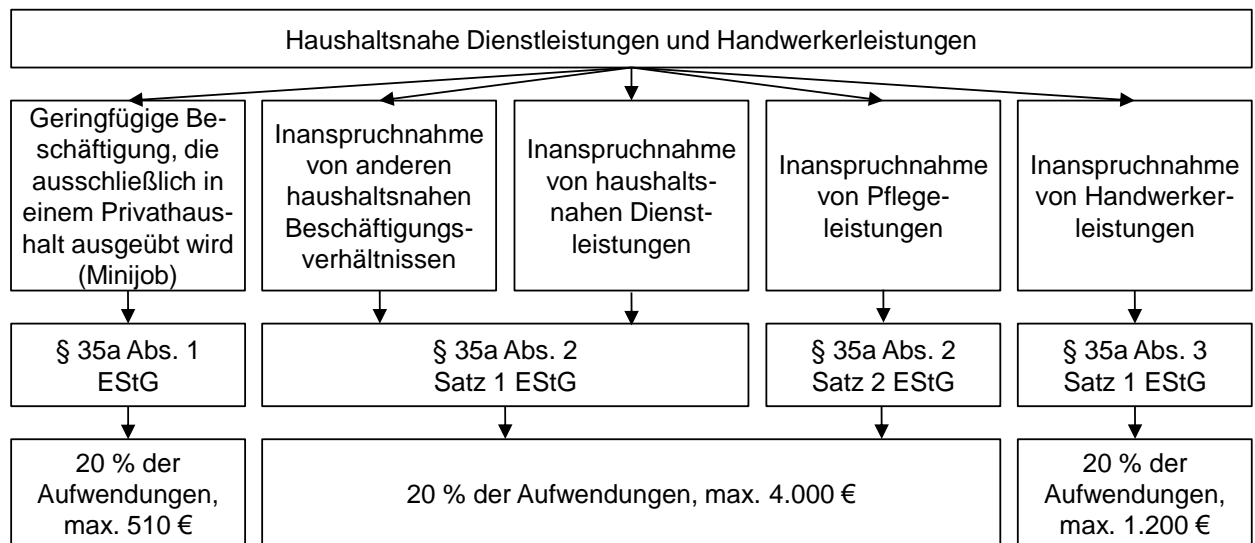 Haushaltsnahe Dienstleistungen und Handwerkerleistungen
Geringfügige Be-
schäftigung, die
ausschließlich in
einem Privathaus-
halt ausgeübt wird
(Minijob)
Inanspruchnahme
von anderen
haushaltsnahen
Beschäftigungs-
verhältnissen
Inanspruchnahme
von haushalts-
nahen Dienst-
leistungen
Inanspruchnahme
von Pflege-
leistungen
Inanspruchnahme
von Handwerker-
leistungen
§ 35a Abs. 1
EStG
§ 35a Abs. 2
Satz 1 EStG
§ 35a Abs. 2
Satz 2 EStG
§ 35a Abs. 3
Satz 1 EStG
20 % der
Aufwendungen,
max. 510 €
20 % der Aufwendungen, max. 4.000 €
20 % der
Aufwendungen,
max. 1.200 €